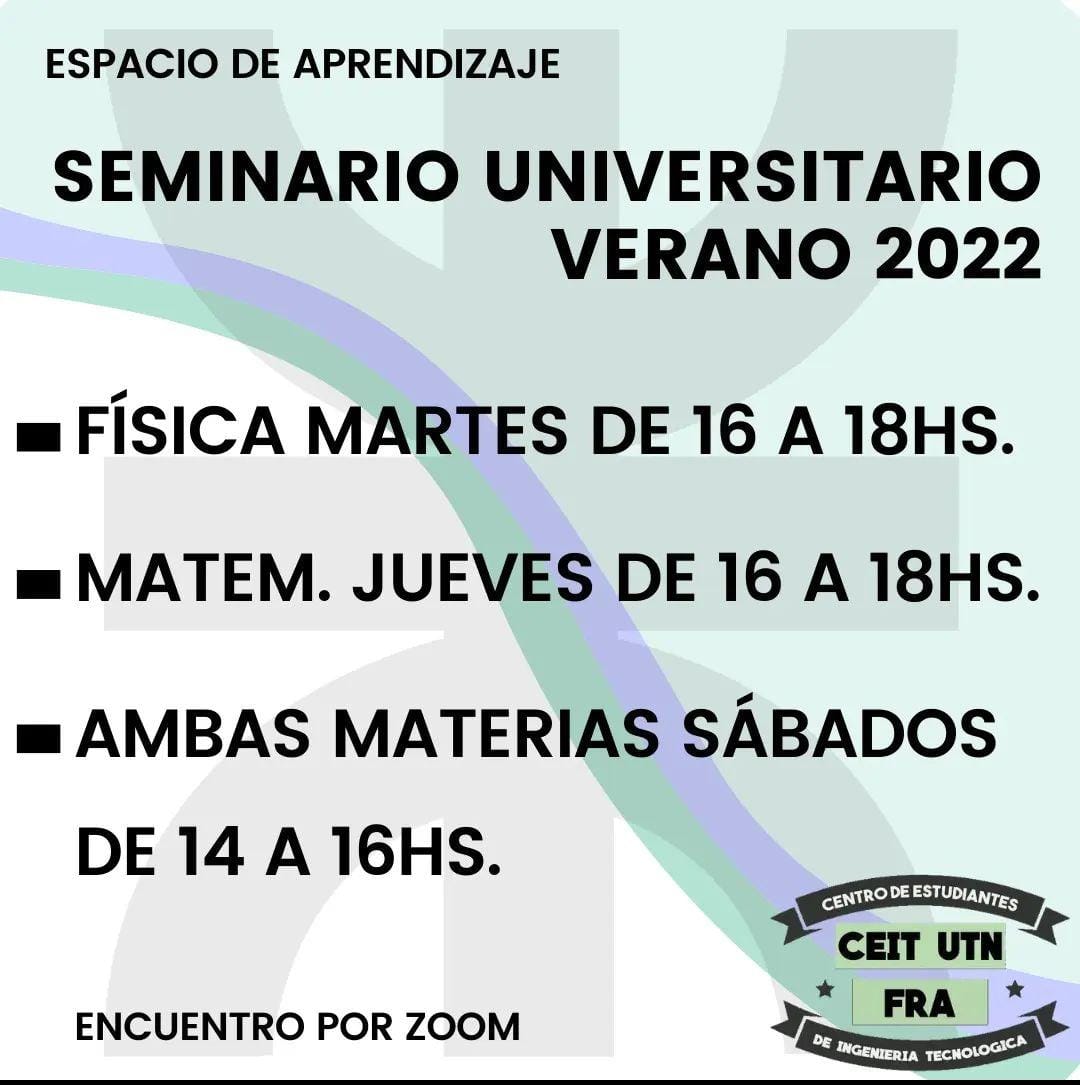 ESPACIO DE APRENDIZAJE
SEMINARIO UNIVERSITARIO
VERANO 2022
FÍSICA MARTES DE 16 A 18HS.
MATEM. JUEVES DE 16 A 18HS.
AMBAS MATERIAS SÁBADOS
DE 14 A 16HS.
ENCUENTRO POR ZOOM
CENTRO DE ESTUDIANTES
CEIT UTN
FRA
DE INGENIERIA TECNOLOGICA